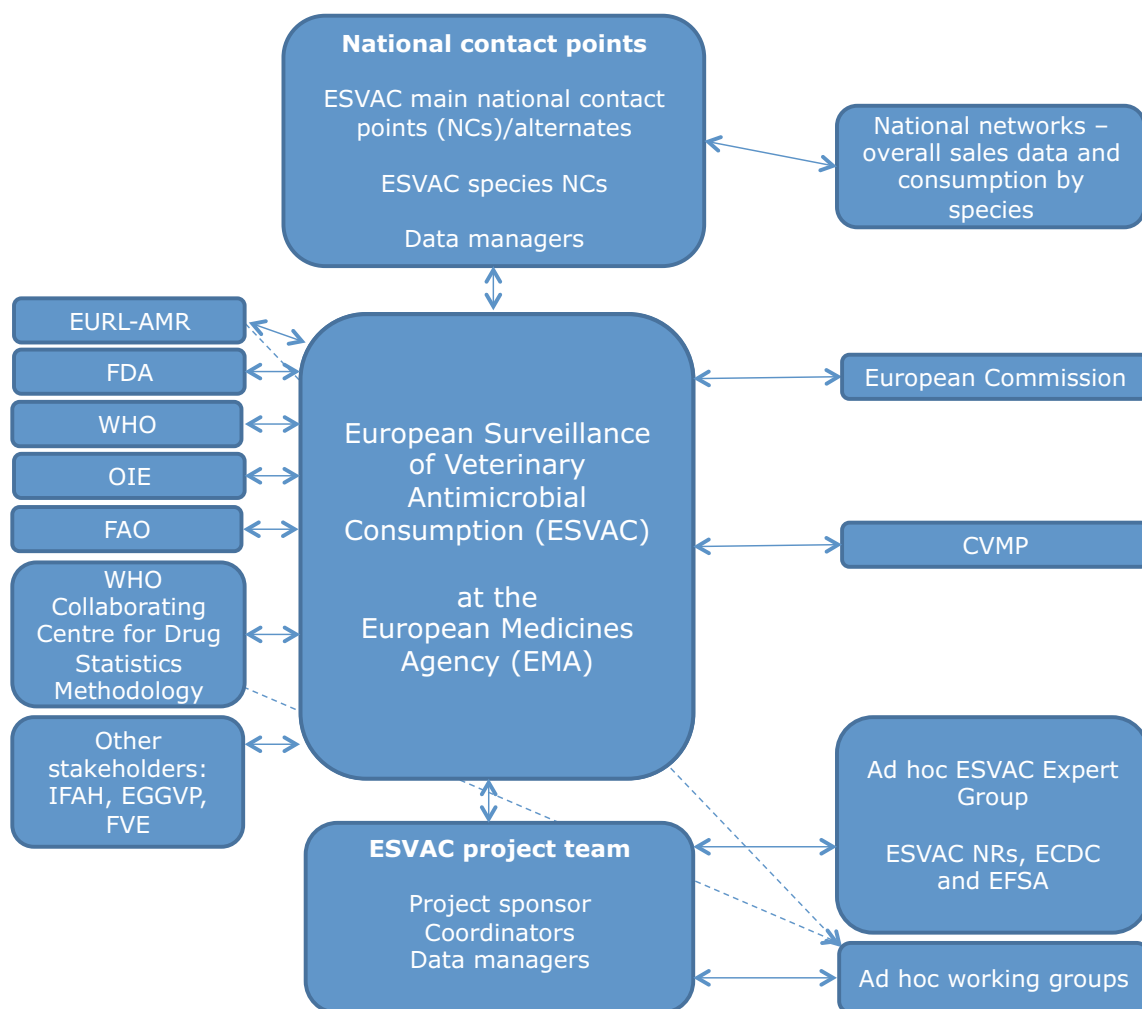 National contact points
ESVAC main national contact
points (NCs)/alternates
ESVAC species NCs
Data managers
National networks –
overall sales data and
consumption by
species
EURL-AMR
FDA
WHO
OIE
FAO
WHO
Collaborating
Centre for Drug
Statistics
Methodology
Other
stakeholders:
IFAH, EGGVP,
FVE
European Surveillance
of Veterinary
Antimicrobial
Consumption (ESVAC)
at the
European Medicines
Agency (EMA)
European Commission
CVMP
Ad hoc ESVAC Expert
Group
ESVAC NRs, ECDC
and EFSA
ESVAC project team
Project sponsor
Coordinators
Data managers
Ad hoc working groups